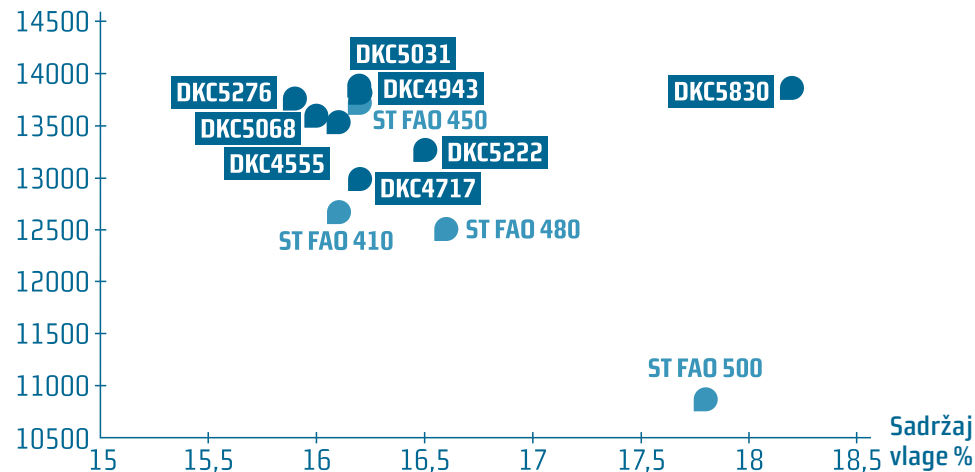 14500
14000
13500
13000
12500
12000
11500
11000
10500
DKC5031
DKC5276
DKC4943
DKC5830
ST FAO 450
DKC5068
DKC4555
DKC5222
DKC4717
ST FAO 410
ST FAO 480
ST FAO 500
15 15,5 16 16,5 17 17,5 18 18,5
Sadržaj
vlage %